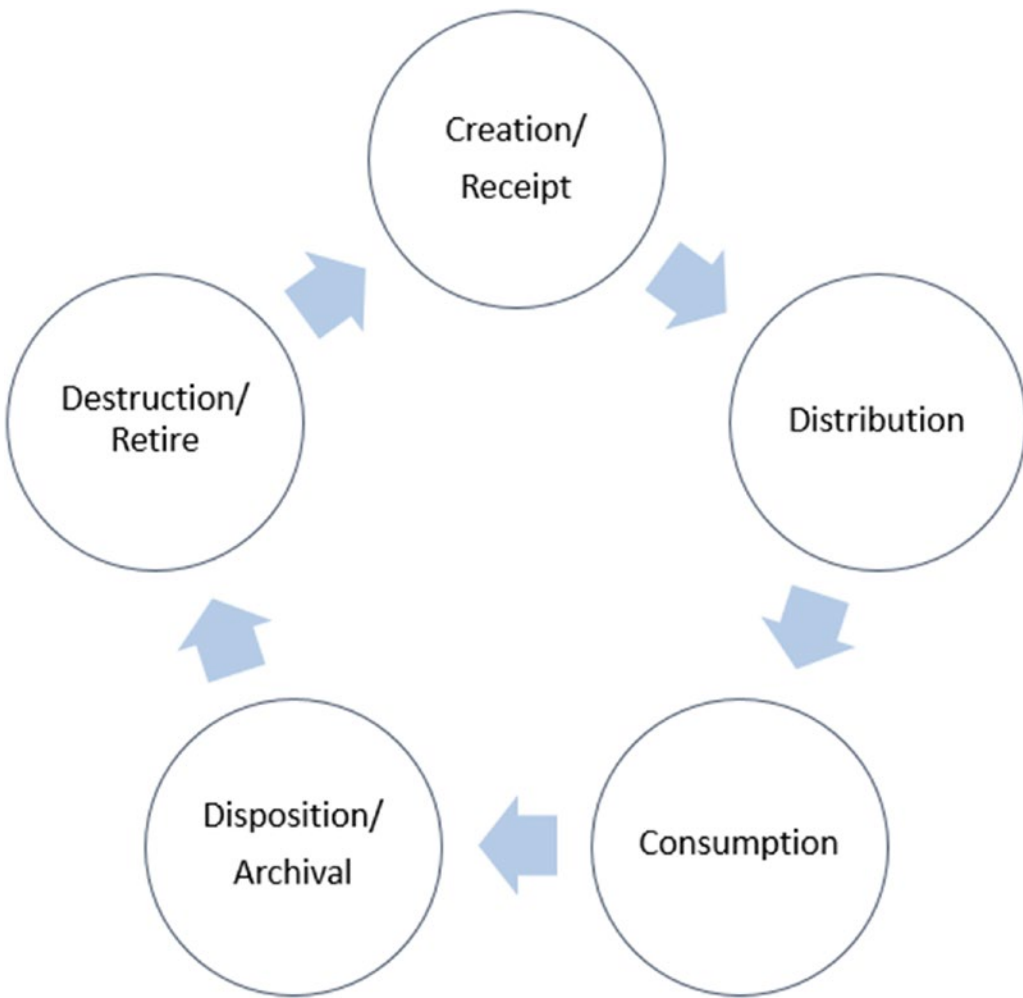 Creation/
Receipt
Distribution
Consumption
Disposition/
Archival
Destruction/
Retire